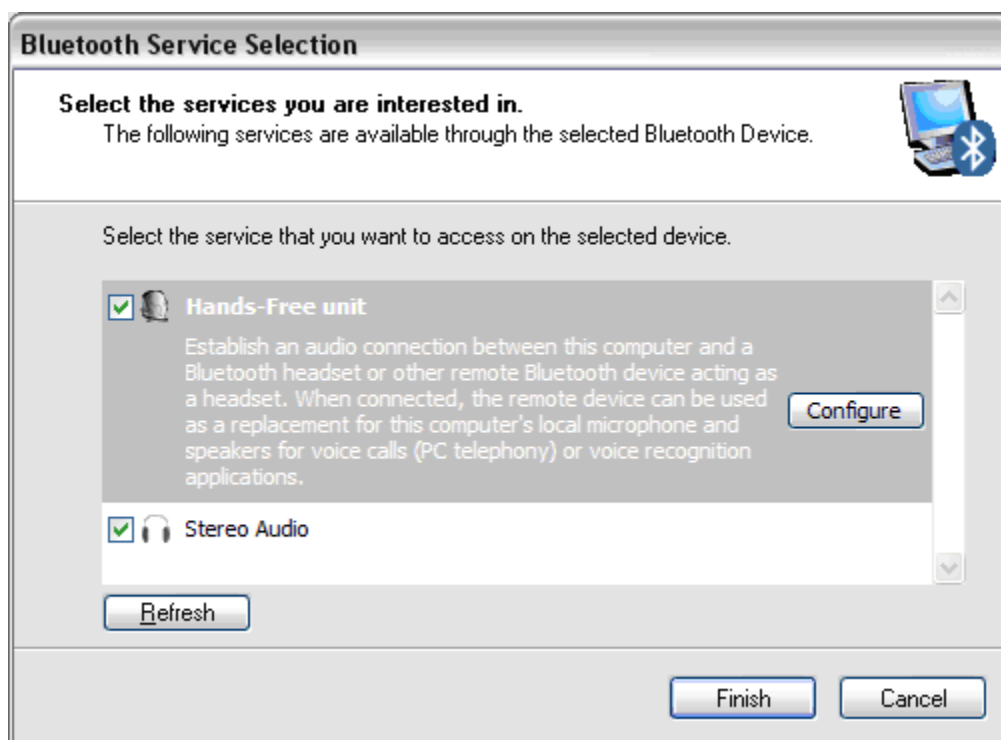 Bluetooth Service Selection
Select the services you are interested in.
The following services are available through the selected Bluetooth Device.
Select the service that you want to access on the selected device.
Hands-Free unit
Establish an audio connection between this computer and a
Bluetooth headset or other remote Bluetooth device acting as
a headset. When connected, the remote device can be used
as a replacement for this computer's local microphone and
speakers for voice calls (PC telephony) or voice recognition
applications.
Configure
Stereo Audio
Refresh
Finish
Cancel